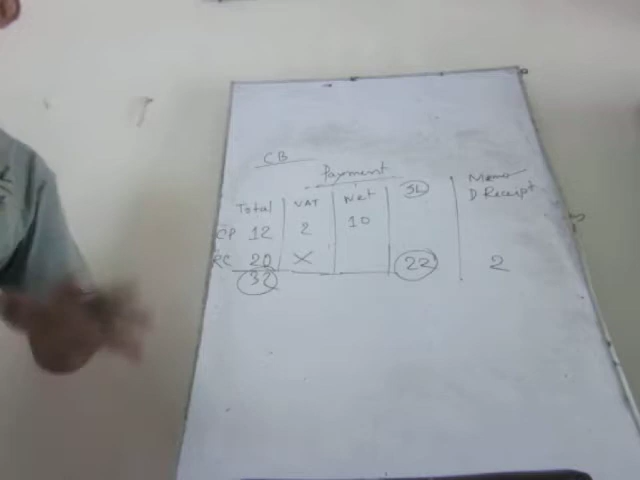 CB
Payment
Total VAT Net SL Memo
D Receipt
CP 12 2 10
RC 20 X 22 2
32